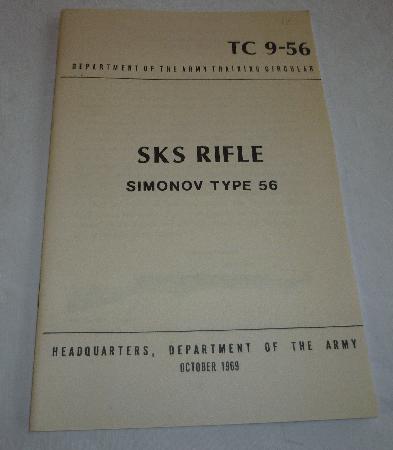 TC 9-56
DEPARTMENT OF THE ARMY TRAINING CIRCULAR
SKS RIFLE
SIMONOV TYPE 56
HEADQUARTERS, DEPARTMENT OF THE ARMY
OCTOBER 1969